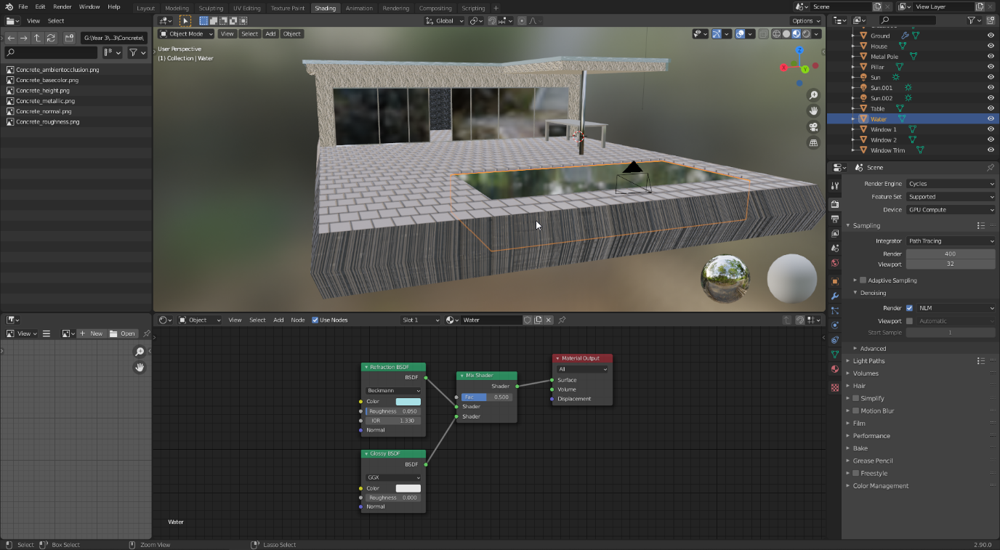 File Edit Render Window Help Layout Modeling Sculpting UV Editing Texture Paint Shading Animation Rendering Compositing Scripting + Scene View Layer
View Select
G:\Year 3\...3\Concrete\
Concrete_ambientocclusion.png
Concrete_basecolor.png
Concrete_height.png
Concrete_metallic.png
Concrete_normal.png
Concrete_roughness.png
View New Open
Global Options
Object Mode View Select Add Object
User Perspective
(1) Collection | Water
X Y Z
Object View Select Add Node Use Nodes Slot 1 Water
Refraction BSDF
BSDF
Beckmann
Color
Roughness 0.050
IOR 1.330
Normal
Glossy BSDF
BSDF
GGX
Color
Roughness 0.000
Normal
Mix Shader
Shader
Fac 0.500
Shader
Shader
Material Output
All
Surface
Volume
Displacement
Water
Ground
House
Metal Pole
Pillar
Sun
Sun.001
Sun.002
Table
Water
Window 1
Window 2
Window Trim
Scene
Render Engine Cycles
Feature Set Supported
Device GPU Compute
Sampling
Integrator Path Tracing
Render 400
Viewport 32
Adaptive Sampling
Denoising
Render NLM
Viewport Automatic
Start Sample 1
Advanced
Light Paths
Volumes
Hair
Simplify
Motion Blur
Film
Performance
Bake
Grease Pencil
Freestyle
Color Management
Select Box Select Zoom View Lasso Select 2.90.0